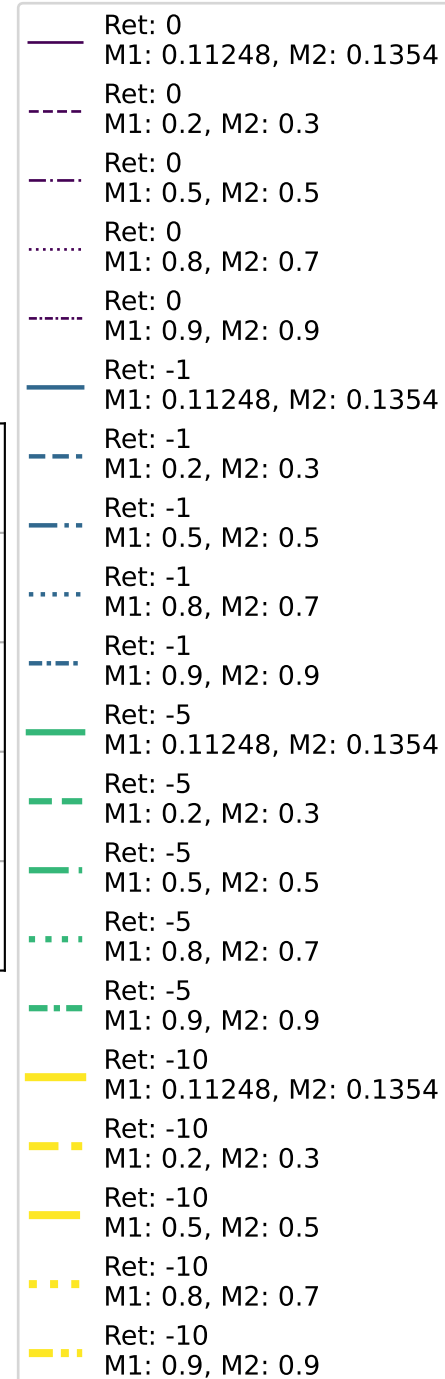 Ret: 0
M1: 0.11248, M2: 0.1354
Ret: 0
M1: 0.2, M2: 0.3
Ret: 0
M1: 0.5, M2: 0.5
Ret: 0
M1: 0.8, M2: 0.7
Ret: 0
M1: 0.9, M2: 0.9
Ret: -1
M1: 0.11248, M2: 0.1354
Ret: -1
M1: 0.2, M2: 0.3
Ret: -1
M1: 0.5, M2: 0.5
Ret: -1
M1: 0.8, M2: 0.7
Ret: -1
M1: 0.9, M2: 0.9
Ret: -5
M1: 0.11248, M2: 0.1354
Ret: -5
M1: 0.2, M2: 0.3
Ret: -5
M1: 0.5, M2: 0.5
Ret: -5
M1: 0.8, M2: 0.7
Ret: -5
M1: 0.9, M2: 0.9
Ret: -10
M1: 0.11248, M2: 0.1354
Ret: -10
M1: 0.2, M2: 0.3
Ret: -10
M1: 0.5, M2: 0.5
Ret: -10
M1: 0.8, M2: 0.7
Ret: -10
M1: 0.9, M2: 0.9